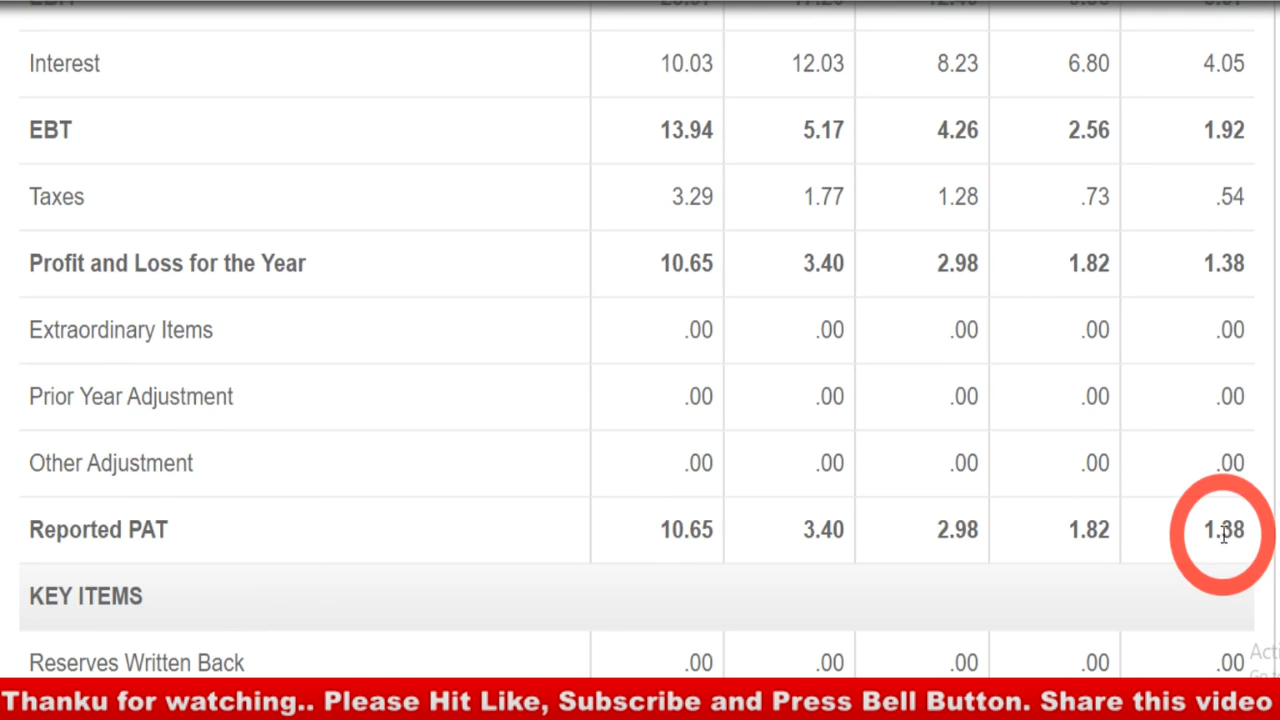 Interest 10.03 12.03 8.23 6.80 4.05
EBT 13.94 5.17 4.26 2.56 1.92
Taxes 3.29 1.77 1.28 .73 .54
Profit and Loss for the Year 10.65 3.40 2.98 1.82 1.38
Extraordinary Items .00 .00 .00 .00 .00
Prior Year Adjustment .00 .00 .00 .00 .00
Other Adjustment .00 .00 .00 .00 .00
Reported PAT 10.65 3.40 2.98 1.82 1.38
KEY ITEMS
Reserves Written Back .00 .00 .00 .00 .00
Thanku for watching.. Please Hit Like, Subscribe and Press Bell Button. Share this video